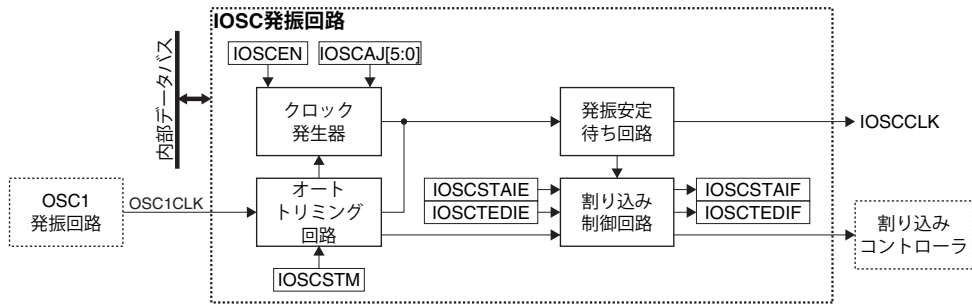 IOSC発振回路
内部データバス
IOSCEN
IOSCAJ[5:0]
クロック
発生器
発振安定
待ち回路
IOSCCLK
OSC1
発振回路
OSC1CLK
オート
トリミング
回路
IOSCSTAIE
IOSCTEDIE
割り込み
制御回路
IOSCSTAIF
IOSCTEDIF
割り込み
コントローラ
IOSCSTM